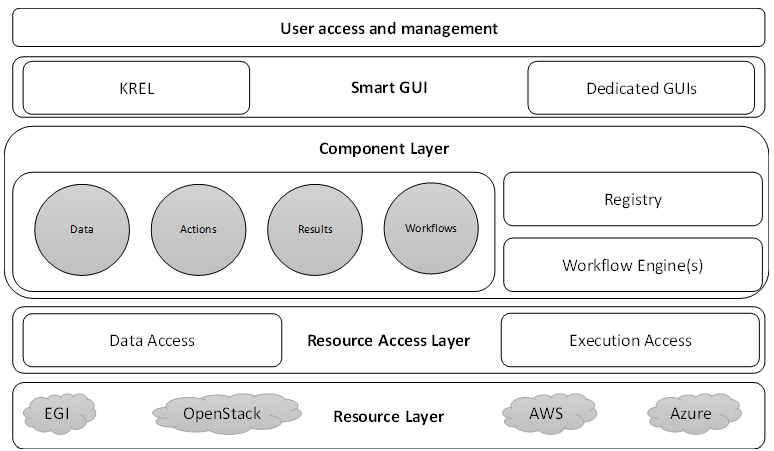 User access and management
KREL
Smart GUI
Dedicated GUIs
Component Layer
Data
Actions
Results
Workflows
Registry
Workflow Engine(s)
Data Access
Resource Access Layer
Execution Access
EGI
OpenStack
Resource Layer
AWS
Azure